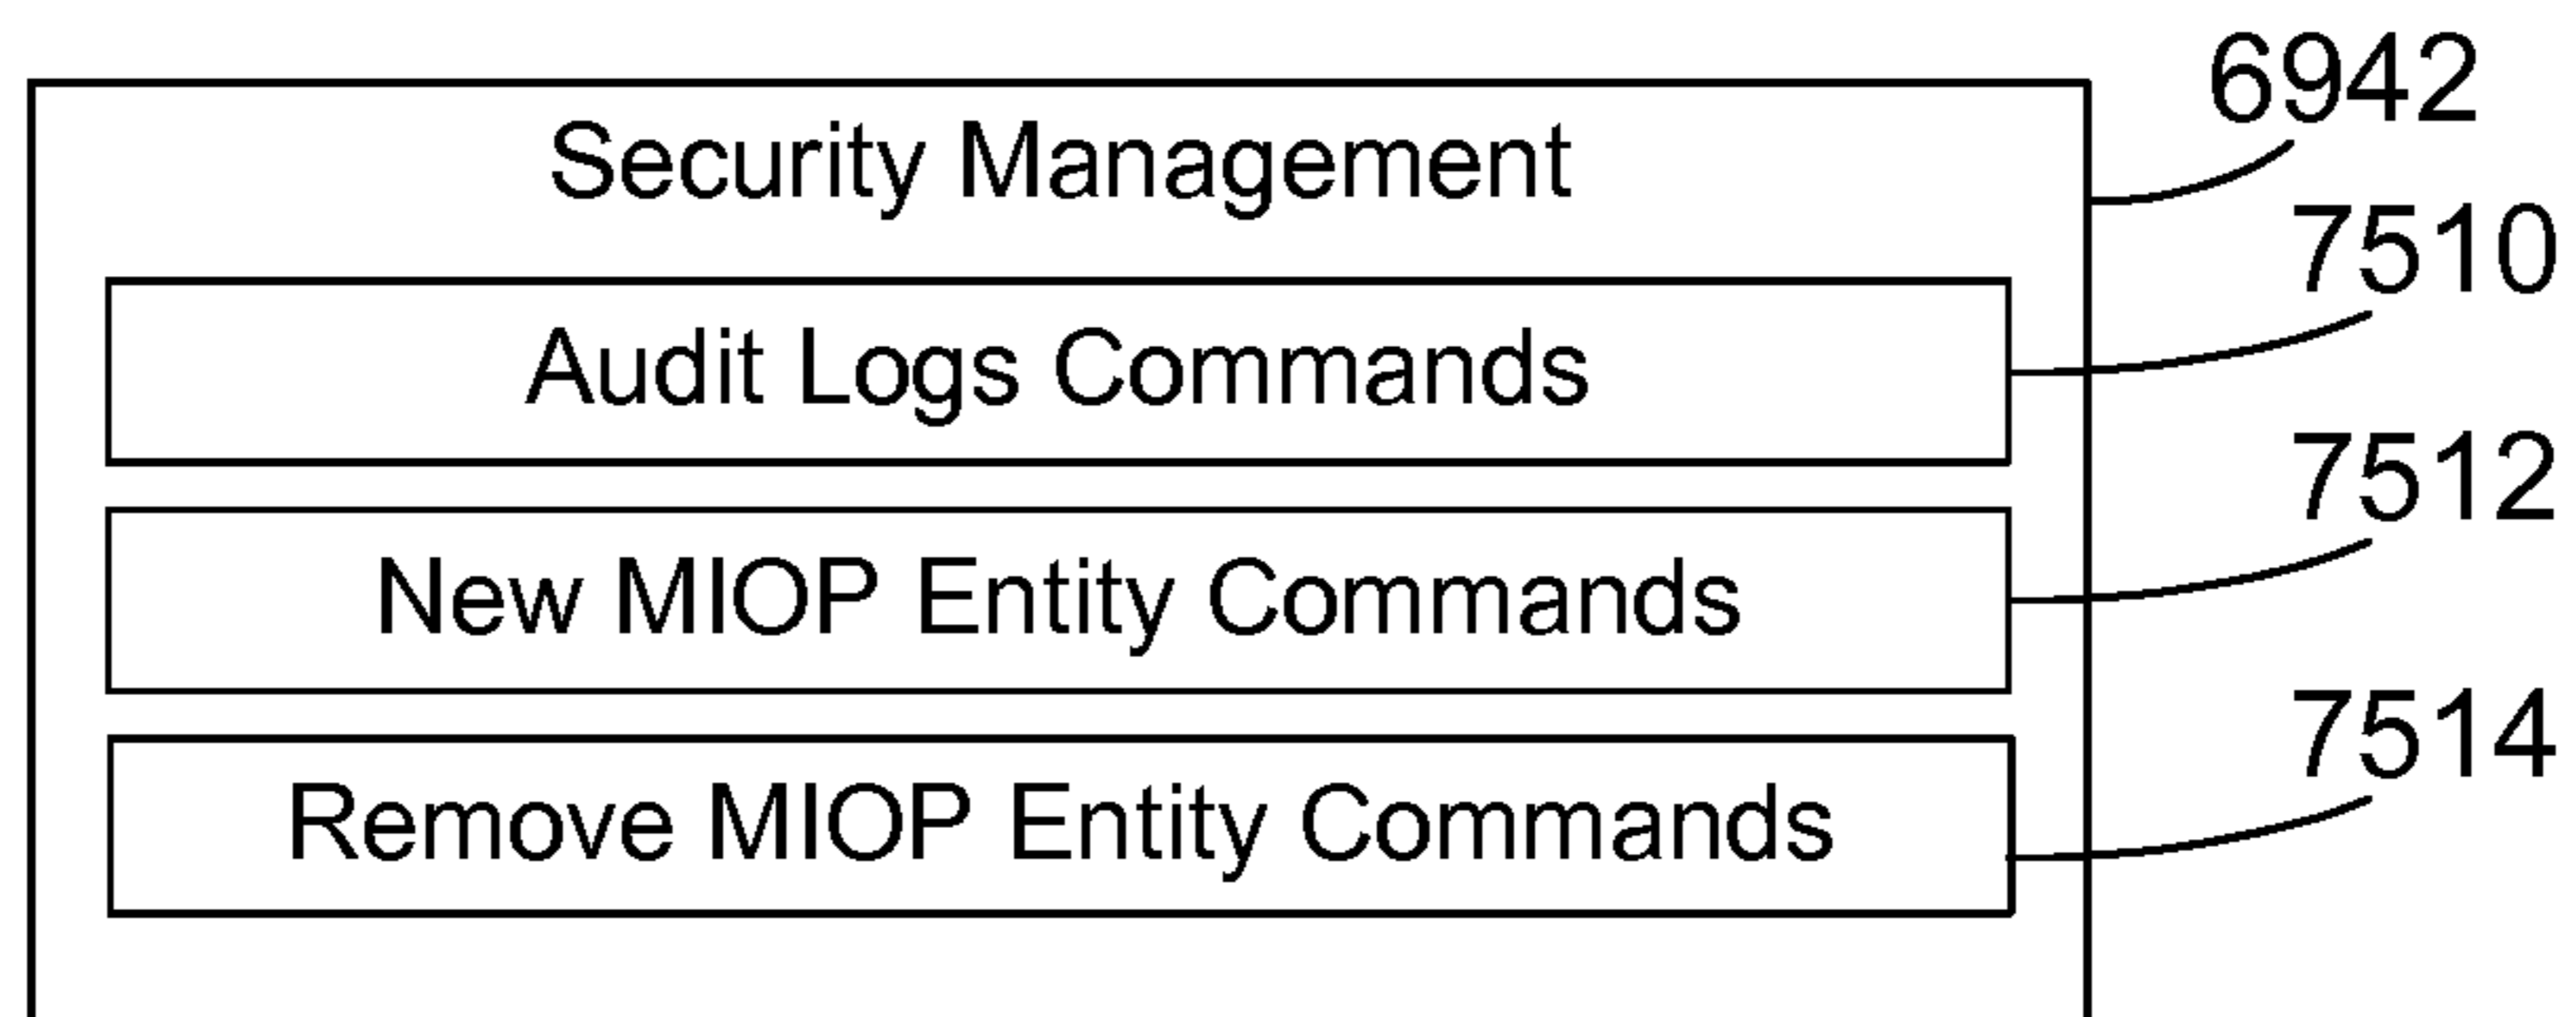 6942
Security Management
7510
Audit Logs Commands
7512
New MIOP Entity Commands
7514
Remove MIOP Entity Commands